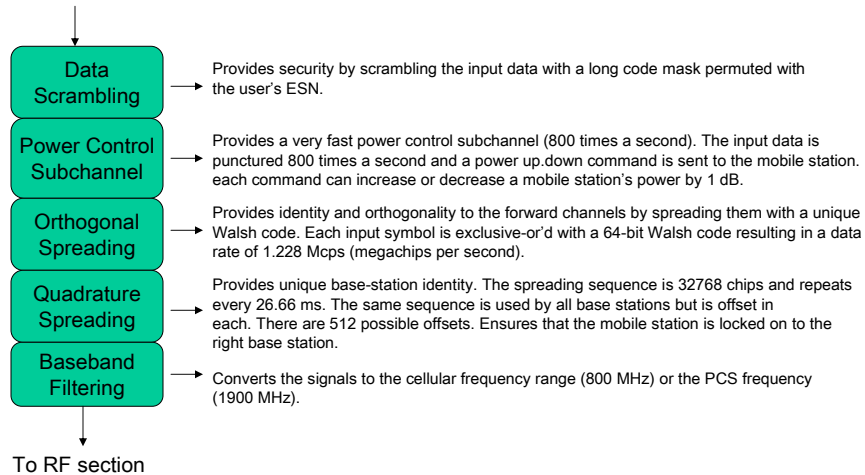 Data
Scrambling
Provides security by scrambling the input data with a long code mask permuted with
the user's ESN.
Power Control
Subchannel
Provides a very fast power control subchannel (800 times a second). The input data is
punctured 800 times a second and a power up.down command is sent to the mobile station.
each command can increase or decrease a mobile station's power by 1 dB.
Orthogonal
Spreading
Provides identity and orthogonality to the forward channels by spreading them with a unique
Walsh code. Each input symbol is exclusive-or'd with a 64-bit Walsh code resulting in a data
rate of 1.228 Mcps (megachips per second).
Quadrature
Spreading
Provides unique base-station identity. The spreading sequence is 32768 chips and repeats
every 26.66 ms. The same sequence is used by all base stations but is offset in
each. There are 512 possible offsets. Ensures that the mobile station is locked on to the
right base station.
Baseband
Filtering
Converts the signals to the cellular frequency range (800 MHz) or the PCS frequency
(1900 MHz).
To RF section